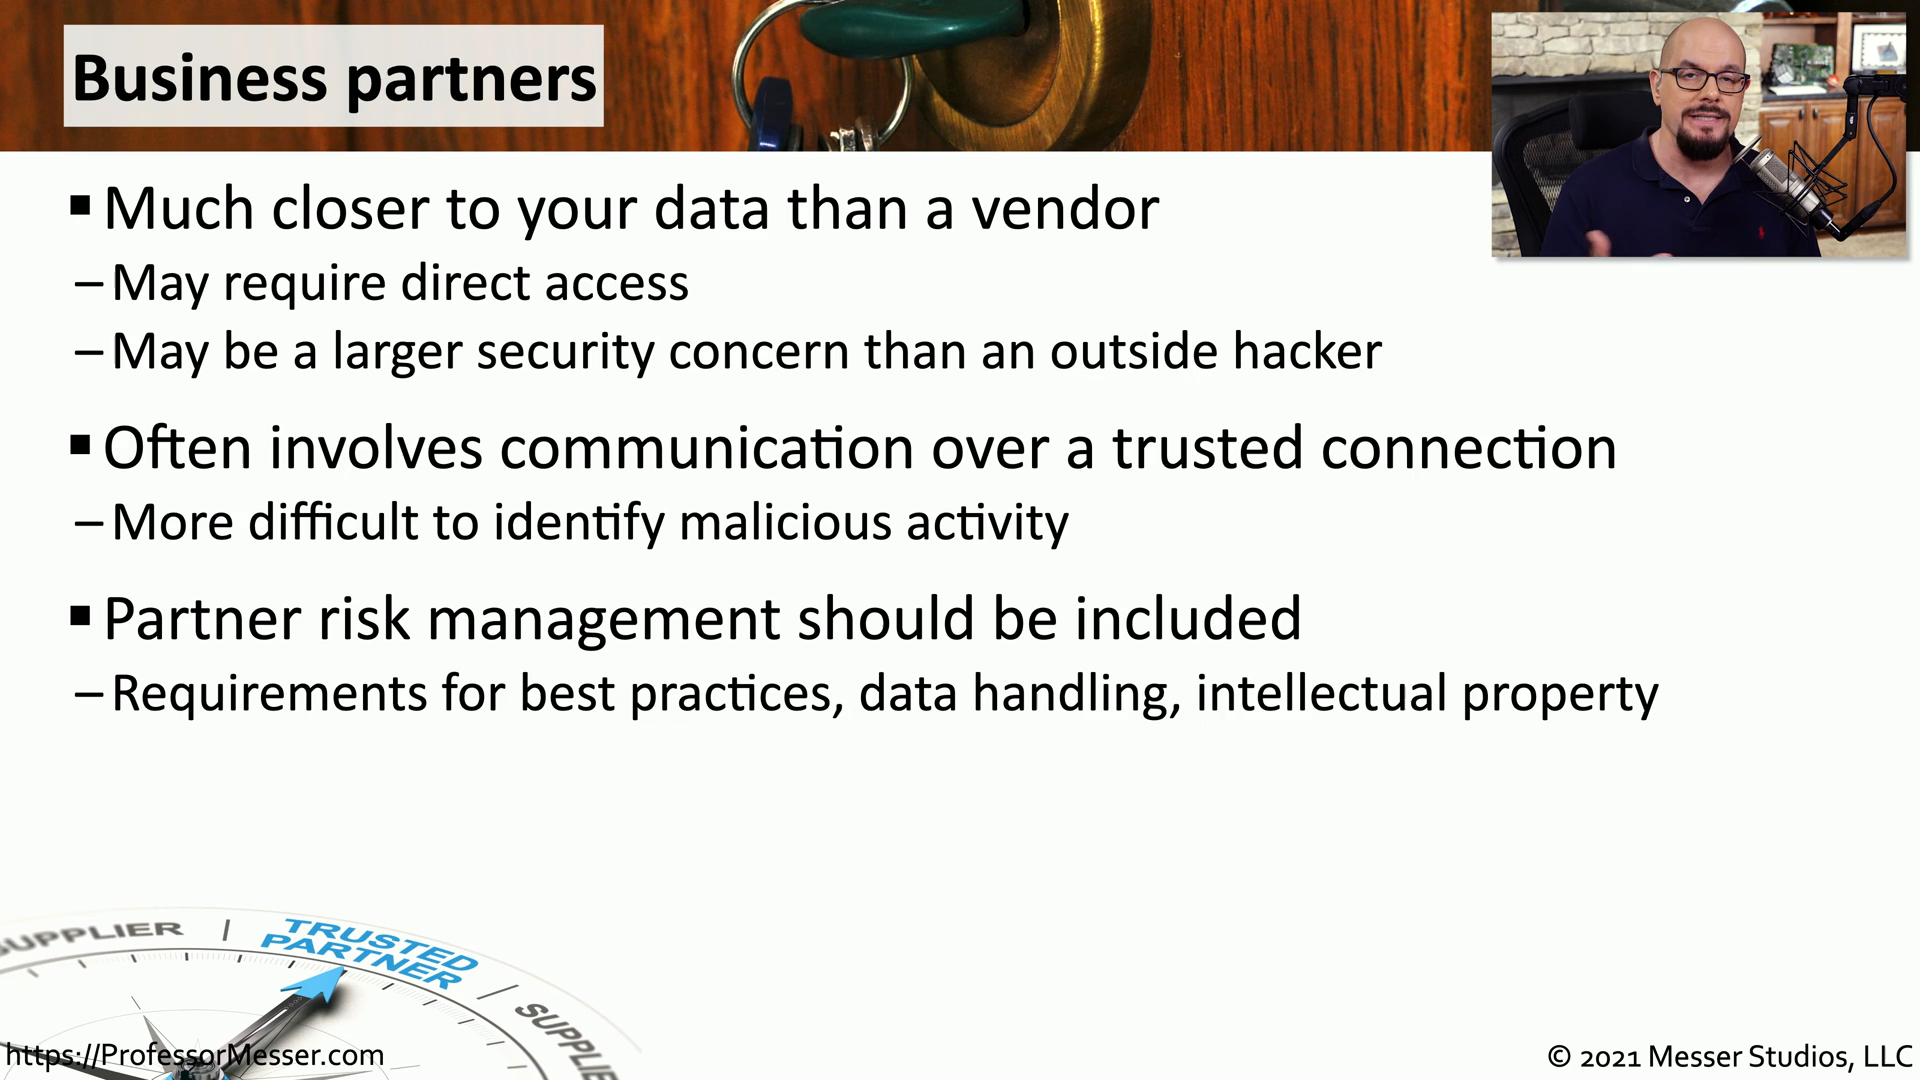 Business partners
▪ Much closer to your data than a vendor
– May require direct access
– May be a larger security concern than an outside hacker
▪ Often involves communication over a trusted connection
– More difficult to identify malicious activity
▪ Partner risk management should be included
– Requirements for best practices, data handling, intellectual property
SUPPLIER
TRUSTED
PARTNER
SUPPLIE
https://ProfessorMesser.com
© 2021 Messer Studios, LLC